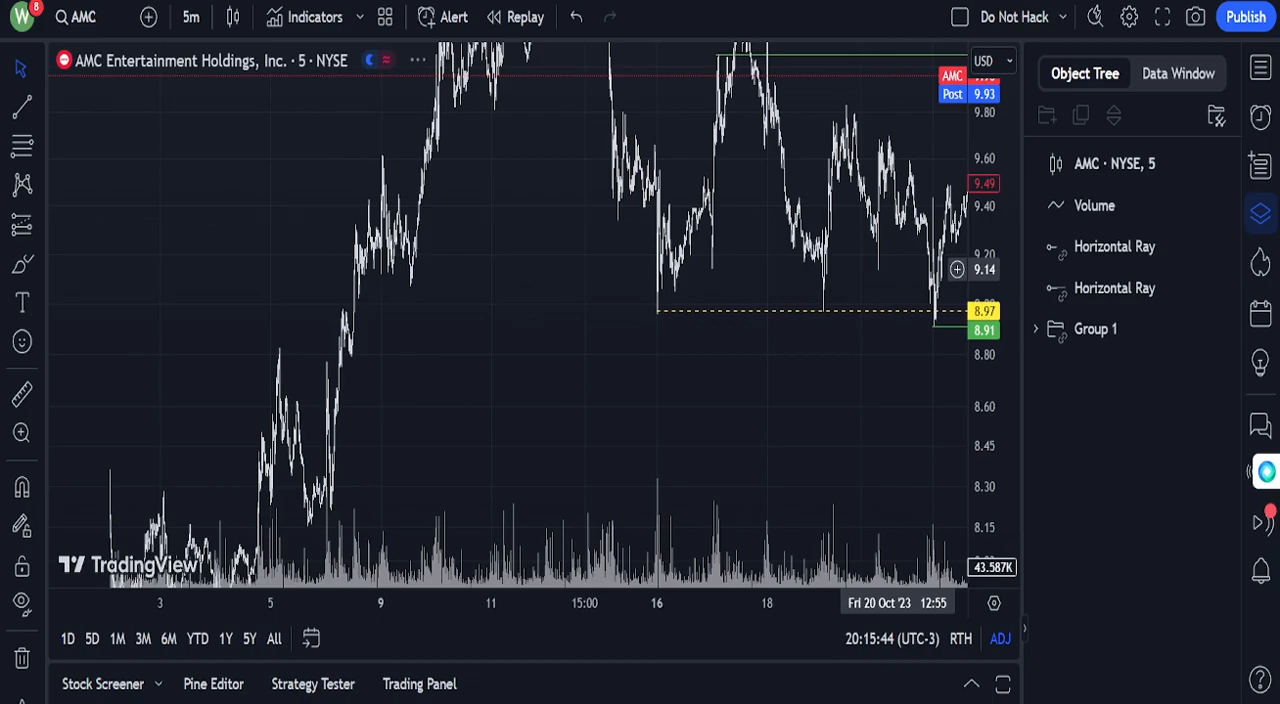 W 8 AMC 5m Indicators Alert Replay Do Not Hack Publish
AMC Entertainment Holdings, Inc. · 5 · NYSE
USD
AMC
Post 9.93
9.80
9.60
9.49
9.40
9.20
9.14
8.97
8.91
8.80
8.60
8.45
8.30
8.15
43.587K
TradingView
3 5 9 11 15:00 16 18 Fri 20 Oct '23 12:55
1D 5D 1M 3M 6M YTD 1Y 5Y All
20:15:44 (UTC-3) RTH ADJ
Stock Screener Pine Editor Strategy Tester Trading Panel
Object Tree Data Window
AMC · NYSE, 5
Volume
Horizontal Ray
Horizontal Ray
Group 1